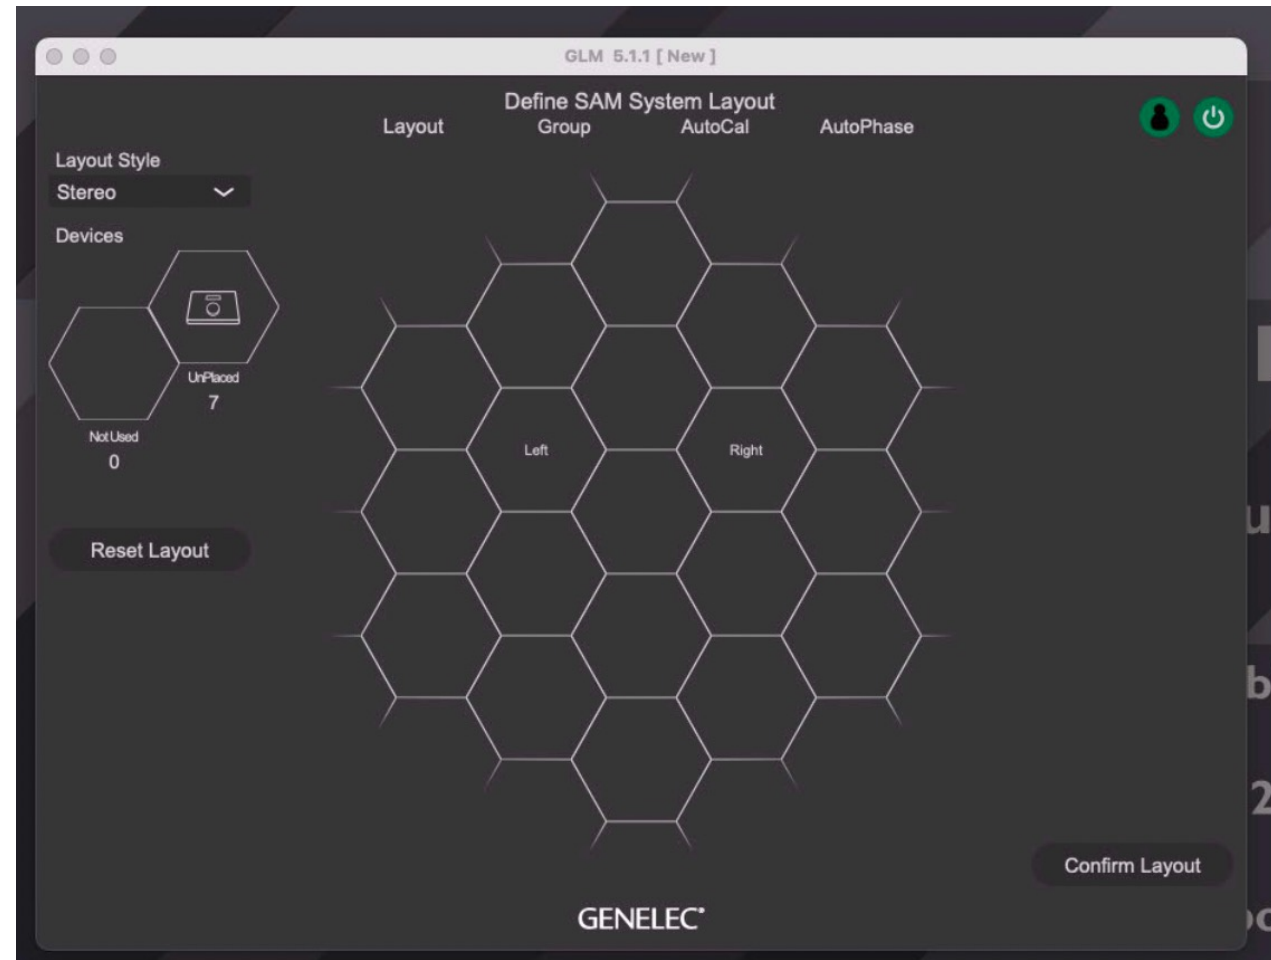 GLM 5.1.1 [ New ]
Define SAM System Layout
Layout Group AutoCal AutoPhase
Layout Style
Stereo
Devices
UnPlaced
7
Not Used
0
Left
Right
Reset Layout
Confirm Layout
GENELEC®
u
b
2